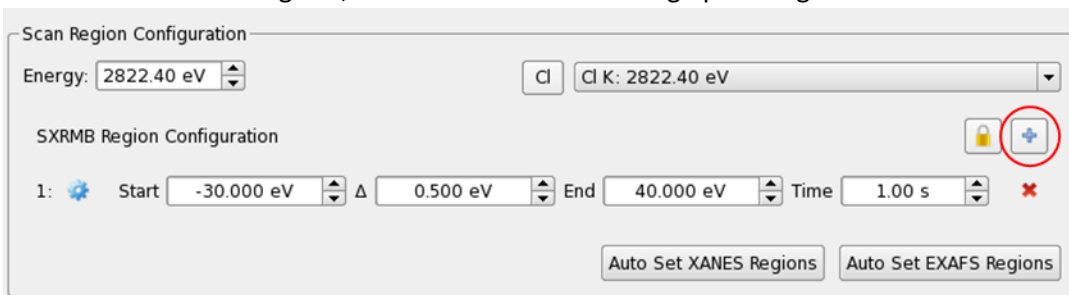 Scan Region Configuration
Energy: 2822.40 eV Cl Cl K: 2822.40 eV
SXRMB Region Configuration
1: Start -30.000 eV Δ 0.500 eV End 40.000 eV Time 1.00 s
Auto Set XANES Regions Auto Set EXAFS Regions